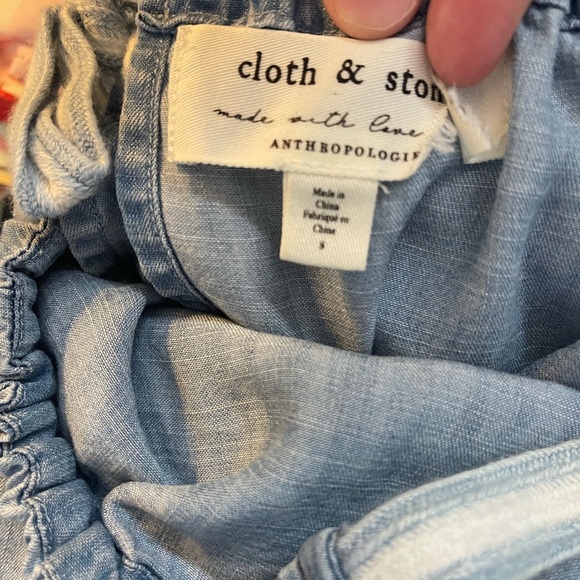 cloth & ston
made with love
ANTHROPOLOGIE
Made in
China
Fabriqué en
Chine
S